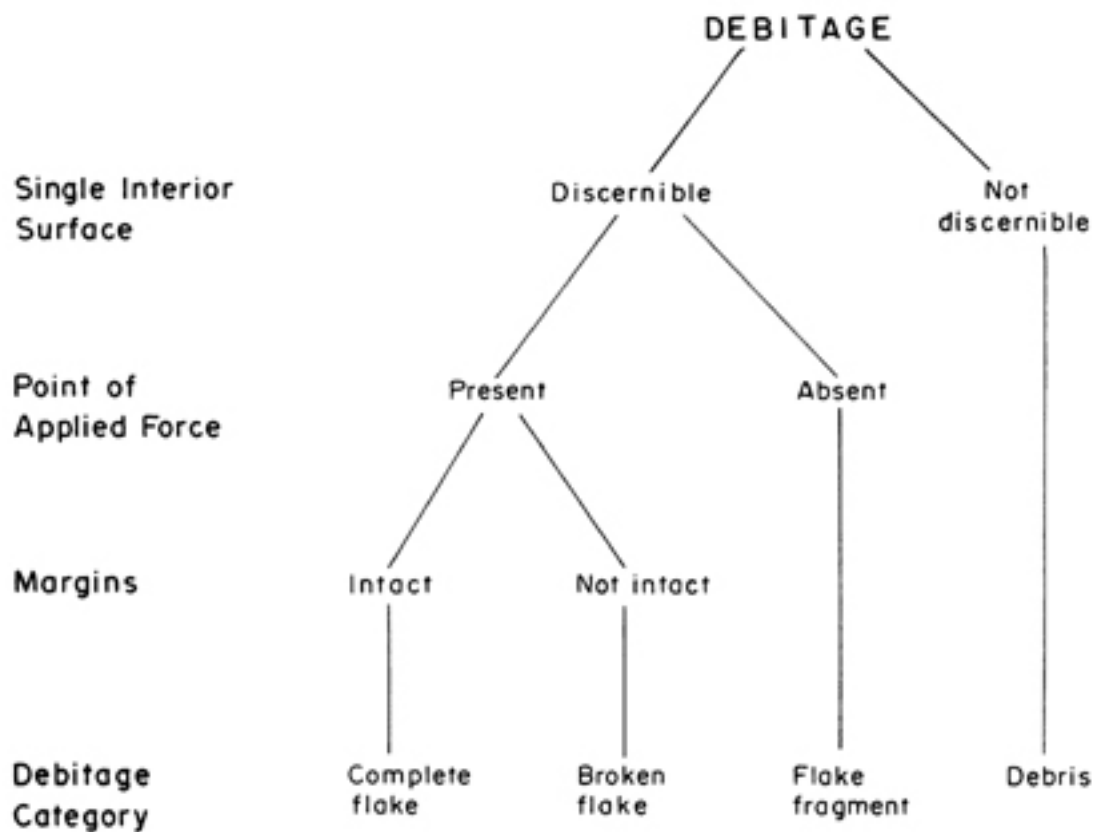 DEBITAGE
Single Interior
Surface
Discernible
Not
discernible
Point of
Applied Force
Present
Absent
Margins
Intact
Not intact
Debitage
Category
Complete
flake
Broken
flake
Flake
fragment
Debris